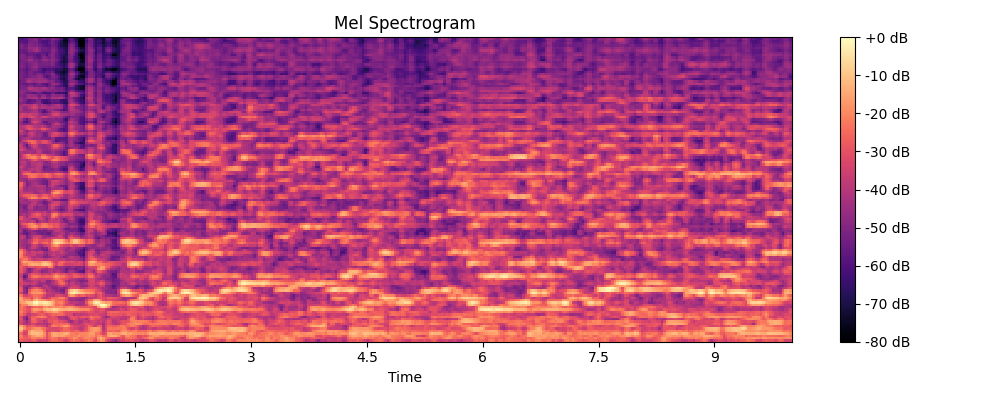 Mel Spectrogram
+0 dB
-10 dB
-20 dB
-30 dB
-40 dB
-50 dB
-60 dB
-70 dB
-80 dB
0 1.5 3 4.5 6 7.5 9
Time